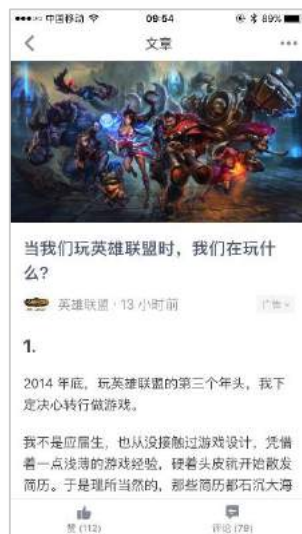 中国移动 09:54 89%
文章
当我们玩英雄联盟时，我们在玩什
么？
英雄联盟 · 13 小时前 广告
1.
2014 年底，玩英雄联盟的第三个年头，我下
定决心转行做游戏。
我不是应届生，也从没接触过游戏设计，凭借
着一点浅薄的游戏经验，硬着头皮就开始散发
简历。于是理所当然的，那些简历都石沉大海
赞 (112) 评论 (79)